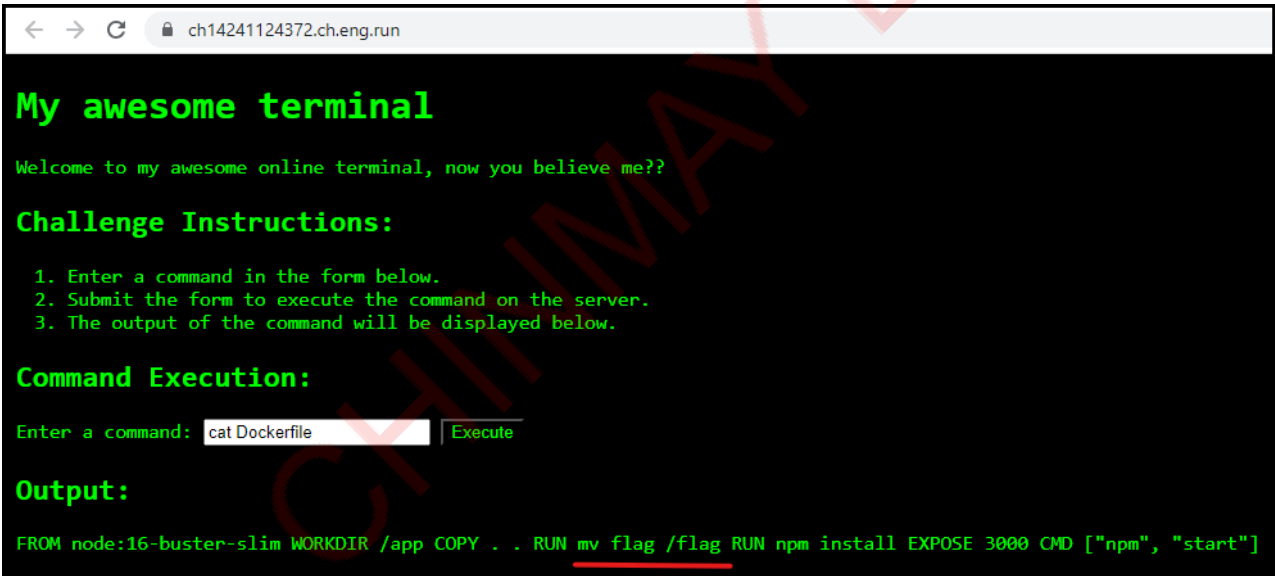 ch14241124372.ch.eng.run
My awesome terminal
Welcome to my awesome online terminal, now you believe me??
Challenge Instructions:
1. Enter a command in the form below.
2. Submit the form to execute the command on the server.
3. The output of the command will be displayed below.
Command Execution:
Enter a command: cat Dockerfile Execute
Output:
FROM node:16-buster-slim WORKDIR /app COPY . . RUN mv flag /flag RUN npm install EXPOSE 3000 CMD ["npm", "start"]
CHINMAY